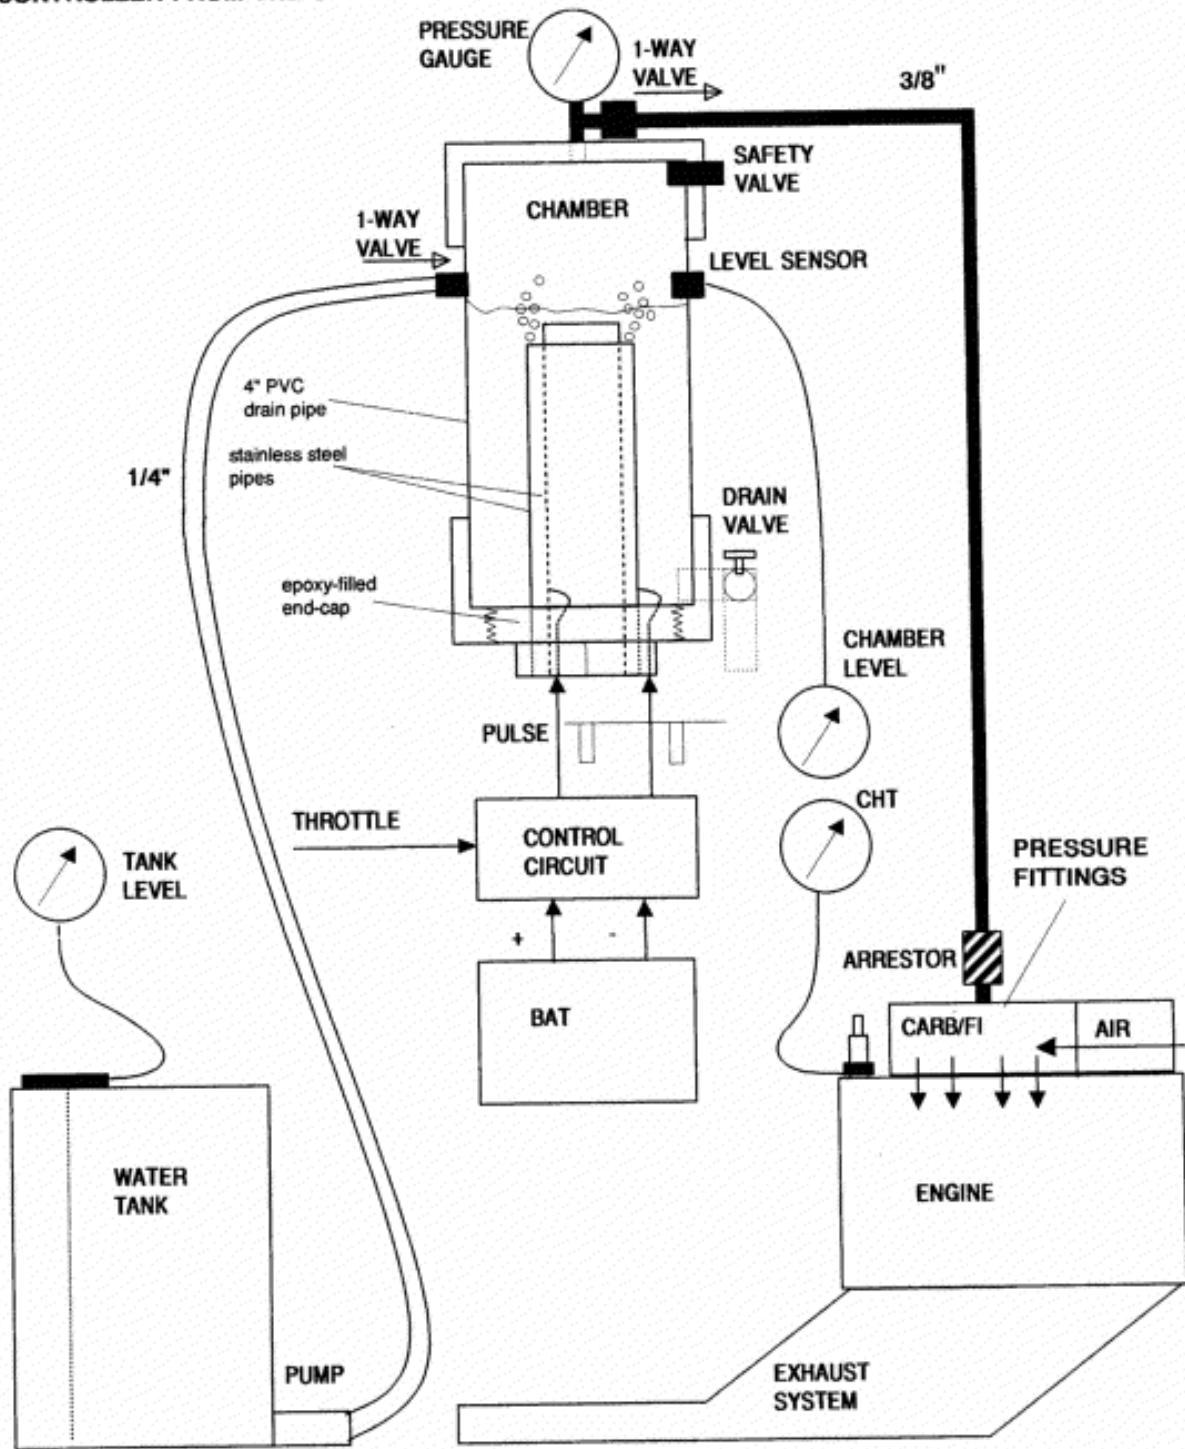 PRESSURE
GAUGE
1-WAY
VALVE
3/8"
SAFETY
VALVE
CHAMBER
1-WAY
VALVE
LEVEL SENSOR
4" PVC
drain pipe
stainless steel
pipes
1/4"
DRAIN
VALVE
epoxy-filled
end-cap
CHAMBER
LEVEL
PULSE
CHT
THROTTLE
CONTROL
CIRCUIT
PRESSURE
FITTINGS
TANK
LEVEL
+ -
ARRESTOR
BAT
CARB/FI
AIR
WATER
TANK
ENGINE
PUMP
EXHAUST
SYSTEM